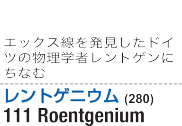 エックス線を発見したドイ
ツの物理学者レントゲンに
ちなむ
レントゲニウム (280)
111 Roentgenium